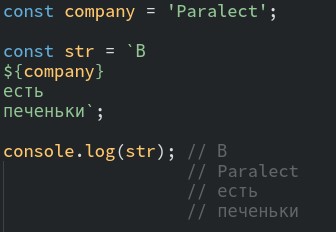 const company = 'Paralect';
const str = `В
${company}
есть
печеньки`;
console.log(str); // В
// Paralect
// есть
// печеньки